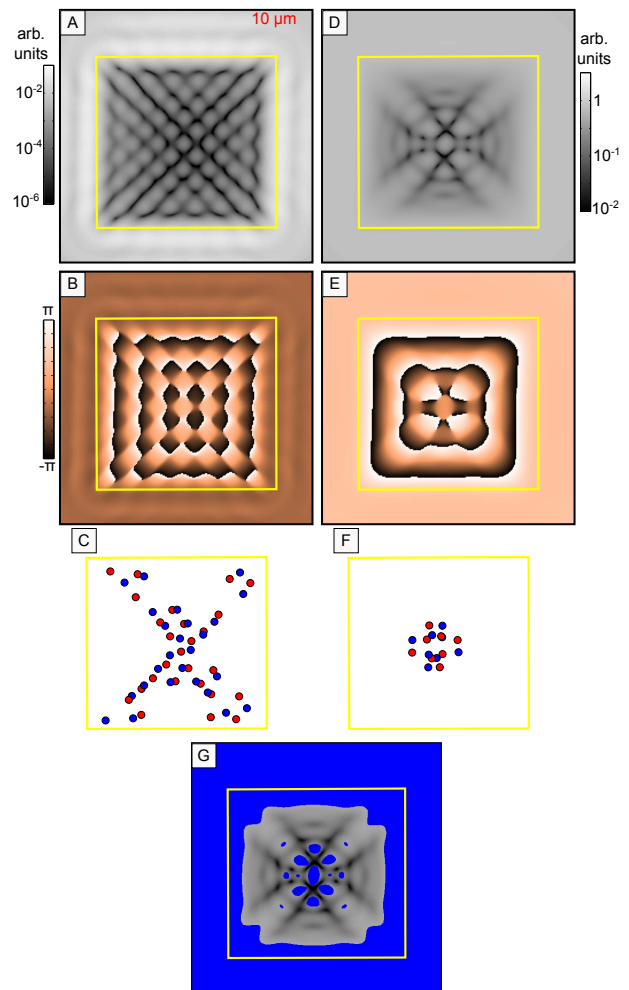 A
10 μm
arb.
units
10-2
10-4
10-6
D
arb.
units
1
10-1
10-2
B
π
-π
E
C
F
G